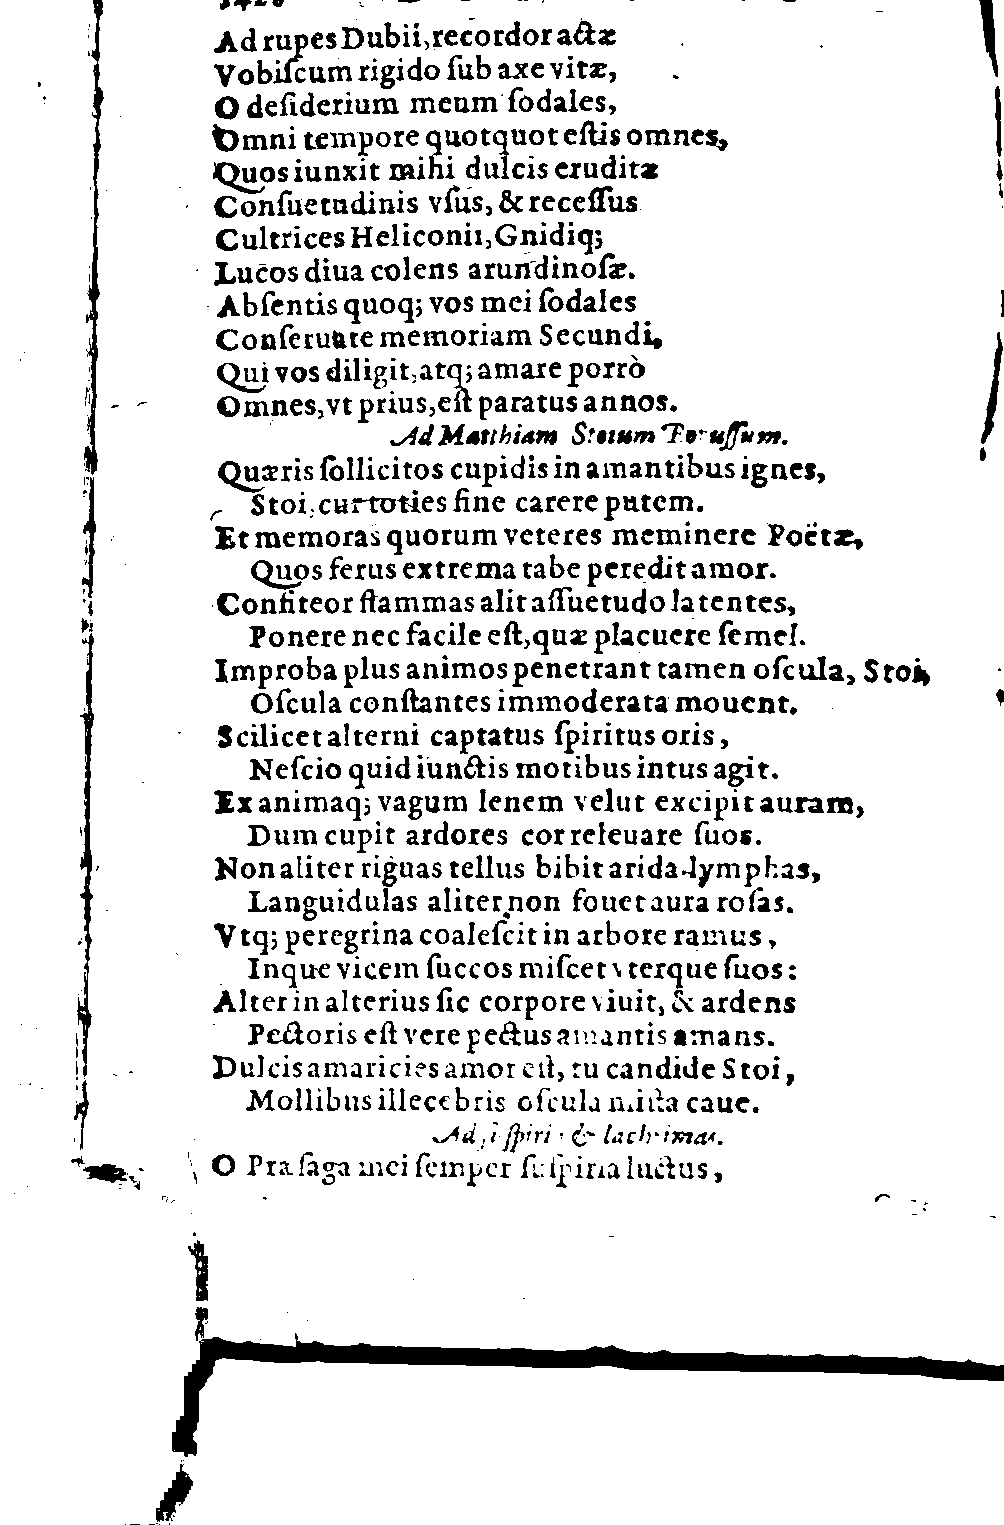 Ad rupes Dubii, recordor actæ
Vobiſcum rigido ſub axe vitæ,
O deſiderium meum ſodales,
Omni tempore quotquot eſtis omnes,
Quos iunxit mihi dulcis eruditæ
Conſuetudinis vſus, & receſſus
Cultrices Heliconii, Gnidiq;
Lucos diua colens arundinoſæ.
Abſentis quoq; vos mei ſodales
Conſeruate memoriam Secundi,
Qui vos diligit, atq; amare porrò
Omnes, vt prius, eſt paratus annos.
Ad Matthiam Stoium Boruſſum.
Quæris ſollicitos cupidis in amantibus ignes,
Stoi, cur toties fine carere putem.
Et memoras quorum veteres meminere Poëtæ,
Quos ferus extrema tabe peredit amor.
Confiteor flammas alit aſſuetudo latentes,
Ponere nec facile eſt, quæ placuere ſemel.
Improba plus animos penetrant tamen oſcula, Stoi,
Oſcula conſtantes immoderata mouent.
Scilicet alterni captatus ſpiritus oris,
Neſcio quid iunctis motibus intus agit.
Ex animaq; vagum lenem velut excipit auram,
Dum cupit ardores cor releuare ſuos.
Non aliter riguas tellus bibit arida lymphas,
Languidulas aliter non fouet aura roſas.
Vtq; peregrina coaleſcit in arbore ramus,
Inque vicem ſuccos miſcet vterque ſuos:
Alter in alterius ſic corpore viuit, & ardens
Pectoris eſt vere pectus amantis amans.
Dulcis amaricies amor eſt, tu candide Stoi,
Mollibus illecebris oſcula miſta caue.
Ad & lachrimas.
O Præſaga mei ſemper ſuſpiria luctus,